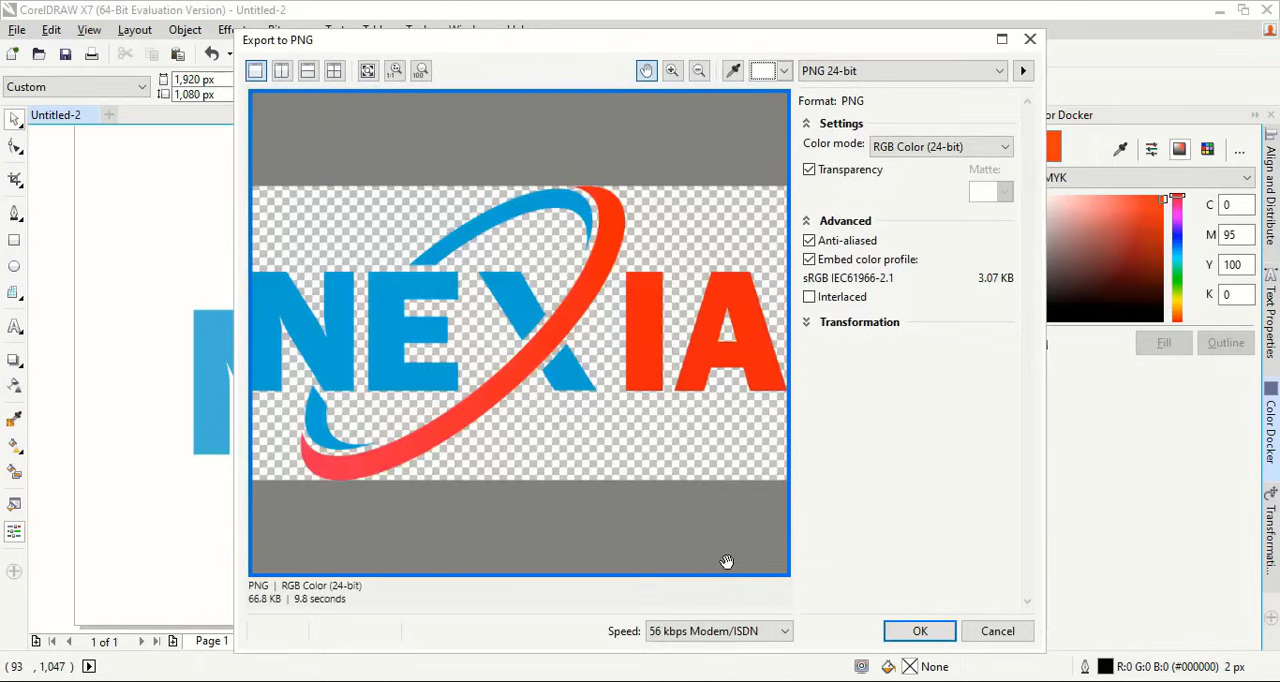 CorelDRAW X7 (64-Bit Evaluation Version) - Untitled-2
File Edit View Layout Object
Export to PNG
Custom
1,920 px
1,080 px
PNG 24-bit
Untitled-2
Format: PNG
Settings
Color mode: RGB Color (24-bit)
Transparency
Matte:
Advanced
Anti-aliased
Embed color profile:
sRGB IEC61966-2.1 3.07 KB
Interlaced
Transformation
NEXIA
C 0
M 95
Y 100
K 0
Fill Outline
Align and Distribute
Text Properties
Color Docker
PNG | RGB Color (24-bit)
66.8 KB | 9.8 seconds
Speed: 56 kbps Modem/ISDN
OK
Cancel
1 of 1
Page 1
(93 , 1,047)
None
R:0 G:0 B:0 (#000000) 2 px